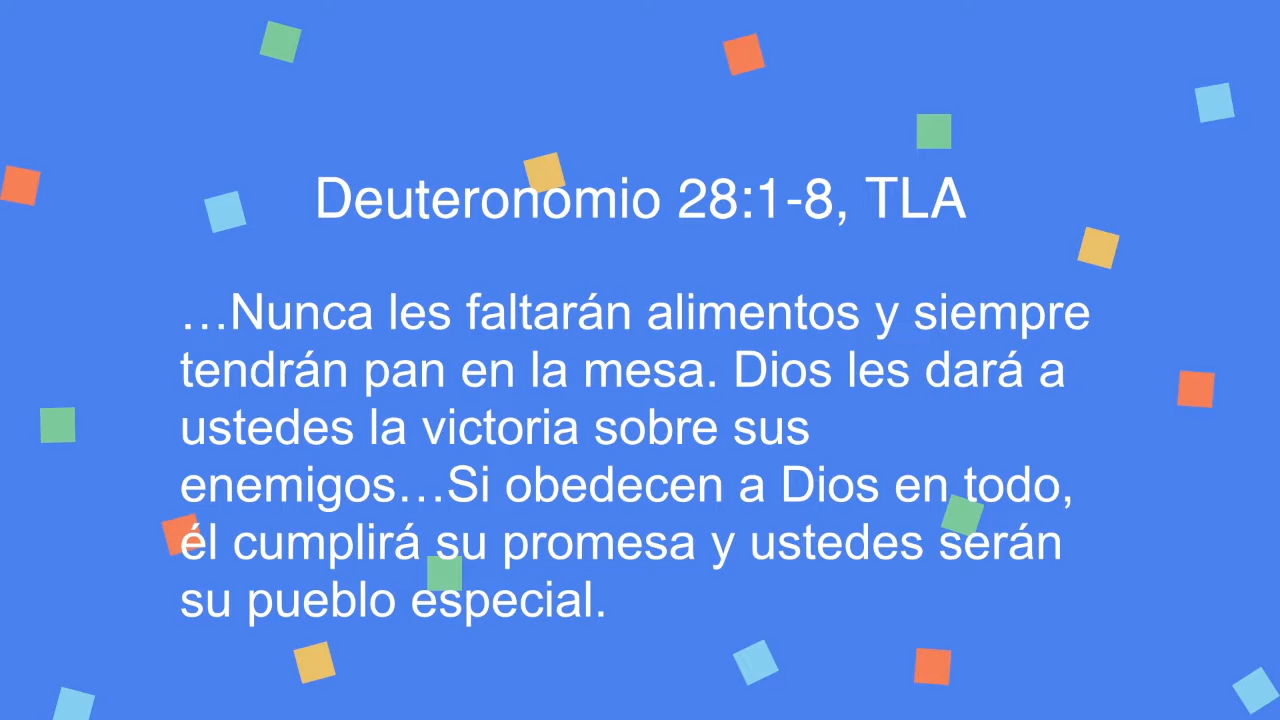 Deuteronomio 28:1-8, TLA
…Nunca les faltarán alimentos y siempre
tendrán pan en la mesa. Dios les dará a
ustedes la victoria sobre sus
enemigos…Si obedecen a Dios en todo,
él cumplirá su promesa y ustedes serán
su pueblo especial.